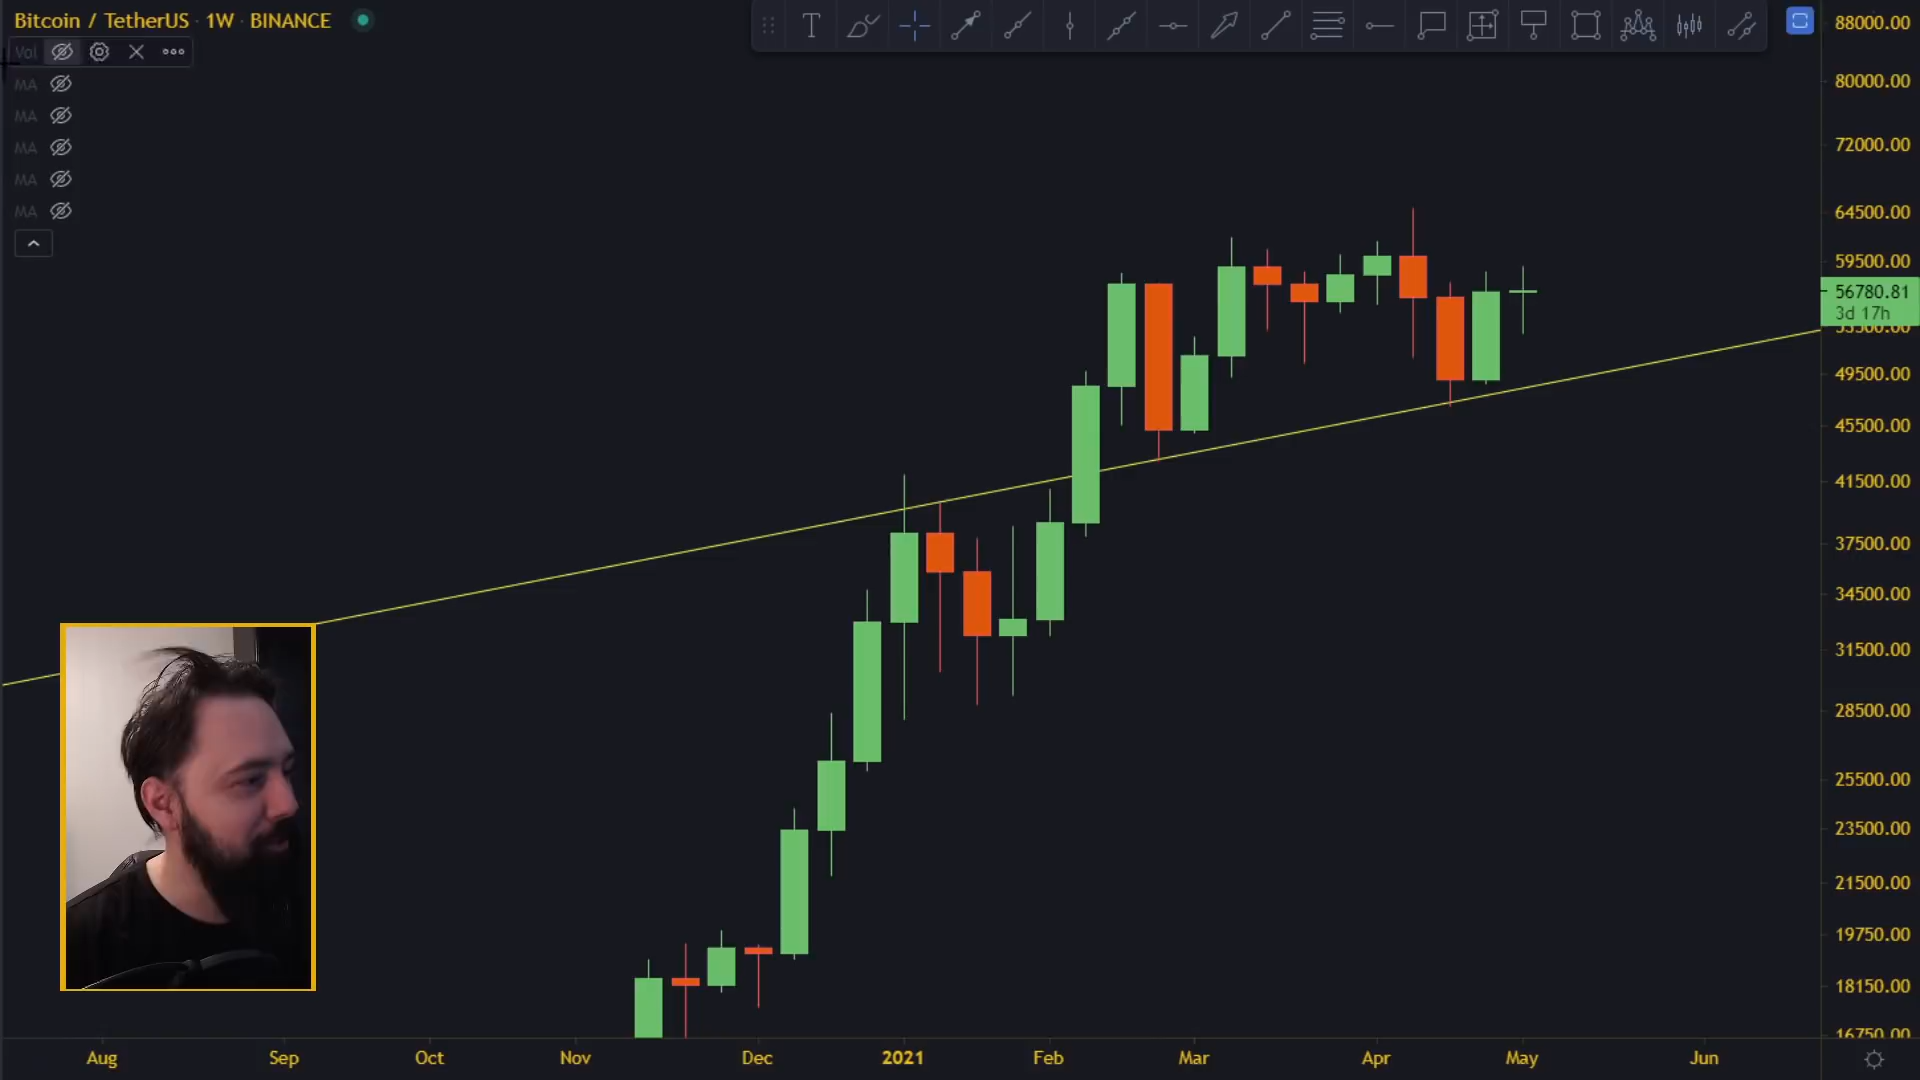 Bitcoin / TetherUS · 1W · BINANCE
Vol
MA
MA
MA
MA
MA
T
88000.00
80000.00
72000.00
64500.00
59500.00
56780.81
3d 17h
53500.00
49500.00
45500.00
41500.00
37500.00
34500.00
31500.00
28500.00
25500.00
23500.00
21500.00
19750.00
18150.00
16750.00
Aug Sep Oct Nov Dec 2021 Feb Mar Apr May Jun